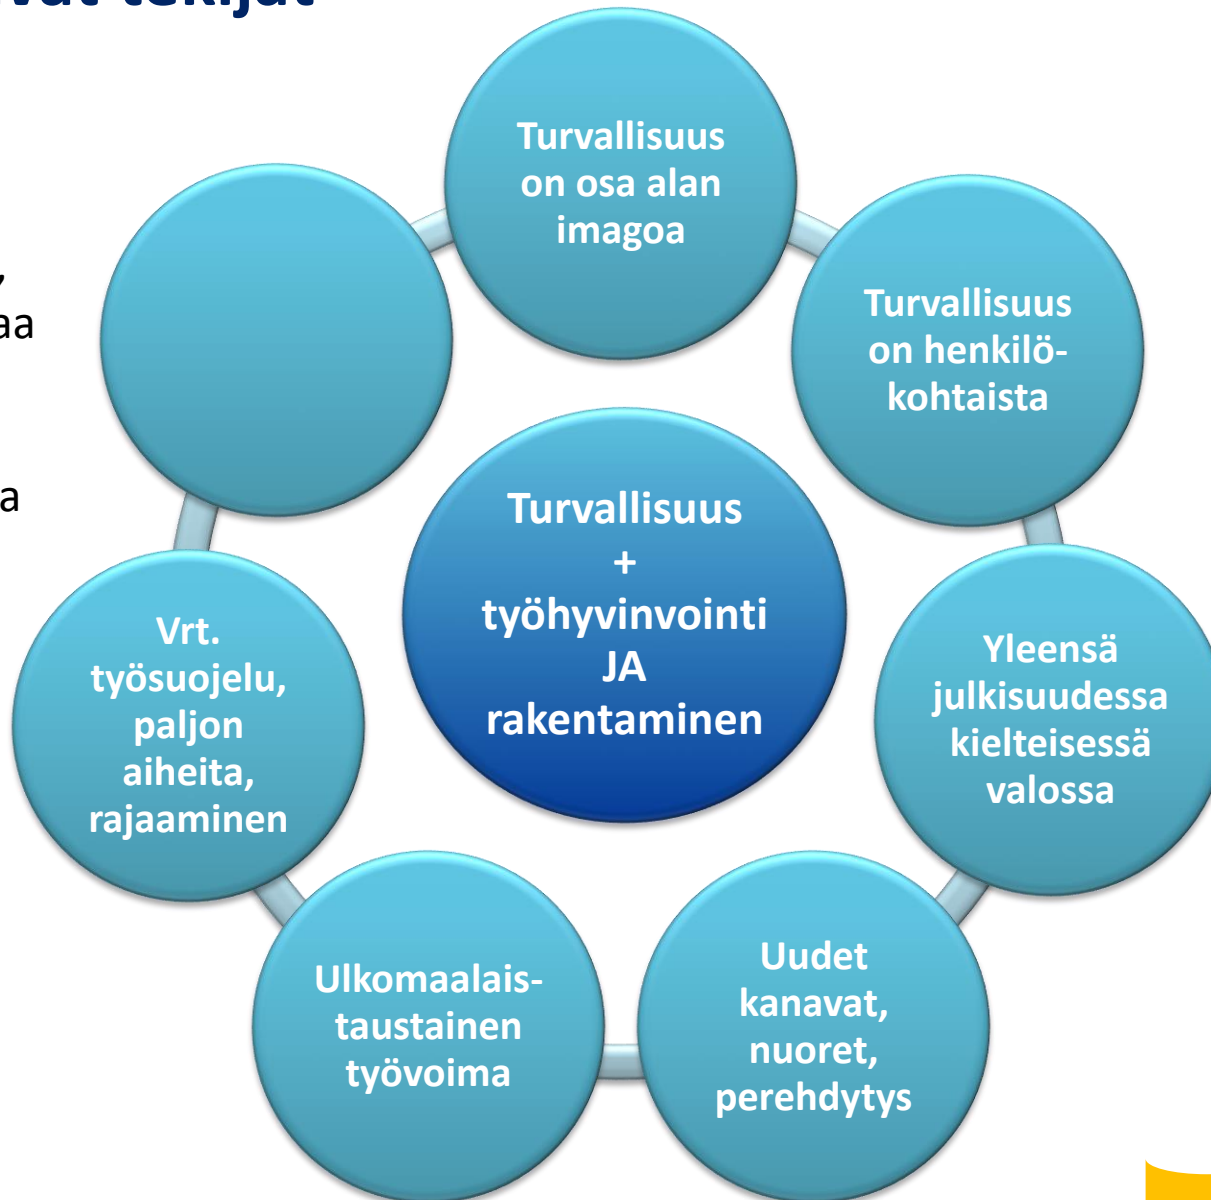 tekijät
Turvallisuus
on osa alan
imagoa
Turvallisuus
on henkilö-
kohtaista
Yleensä
julkisuudessa
kielteisessä
valossa
Uudet
kanavat,
nuoret,
perehdytys
Ulkomaalais-
taustainen
työvoima
Vrt.
työsuojelu,
paljon
aiheita,
rajaaminen
Turvallisuus
+
työhyvinvointi
JA
rakentaminen